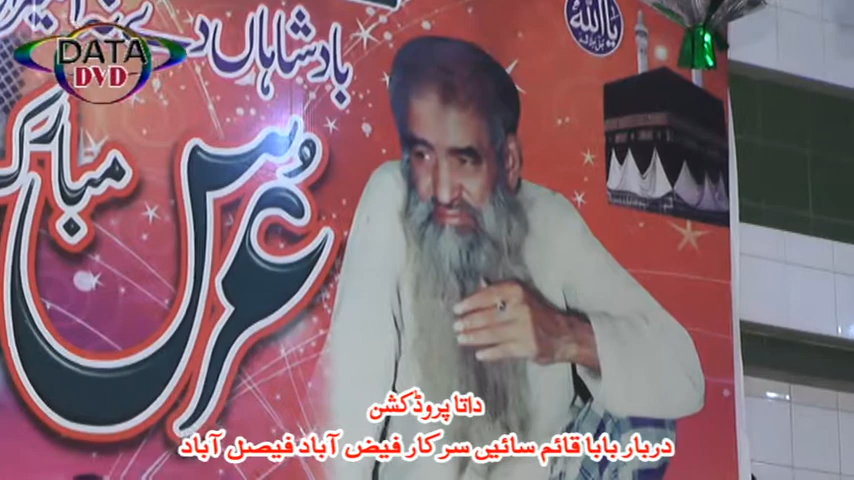 DATA
DVD
بادشاہاں د
یا اللہ
عرس
مبارک
داتا پروڈکشن
دربار بابا قائم سائیں سرکار فیض آباد فیصل آباد